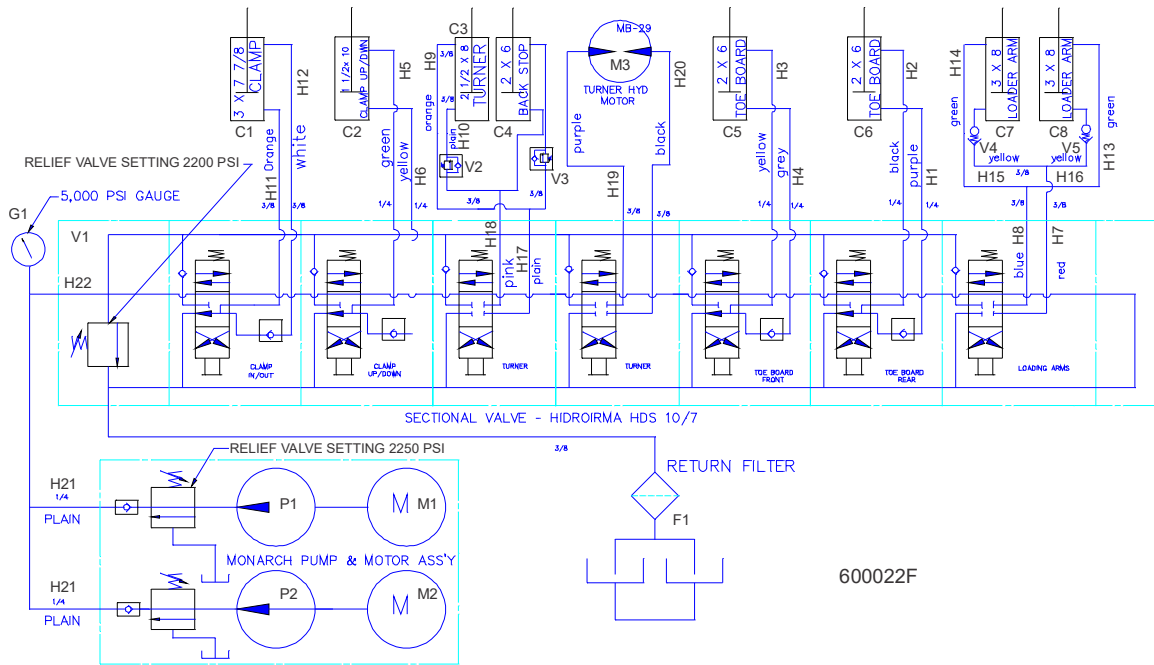 C3
MB-29
M3
TURNER HYD
MOTOR
3 X 7 7/8
CLAMP
C1
H12
H11
Orange
white
3/8
3/8
1 1/2x 10
CLAMP UP/DWN
C2
H5
green
yellow
H6
1/4
1/4
H9
3/8
3/8
orange
plain
H10
2 1/2 X 8
TURNER
2 X 6
BACK STOP
C4
V2
V3
3/8
3/8
purple
H20
black
H19
3/8
3/8
2 X 6
TOE BOARD
C5
H3
yellow
grey
H4
1/4
1/4
2 X 6
TOE BOARD
C6
H2
black
purple
H1
1/4
1/4
H14
green
3 X 8
LOADER ARM
C7
3 X 8
LOADER ARM
C8
green
V4
V5
H13
yellow
yellow
3/8
H15
H16
3/8
3/8
RELIEF VALVE SETTING 2200 PSI
5,000 PSI GAUGE
G1
V1
H22
H18
H17
pink
plain
blue
H8
H7
red
CLAMP
IN/OUT
CLAMP
UP/DOWN
TURNER
TURNER
TOE BOARD
FRONT
TOE BOARD
REAR
LOADING ARMS
SECTIONAL VALVE - HIDROIRMA HDS 10/7
RELIEF VALVE SETTING 2250 PSI
3/8
RETURN FILTER
F1
H21
1/4
PLAIN
P1
M M1
MONARCH PUMP & MOTOR ASS'Y
H21
1/4
PLAIN
P2
M M2
600022F